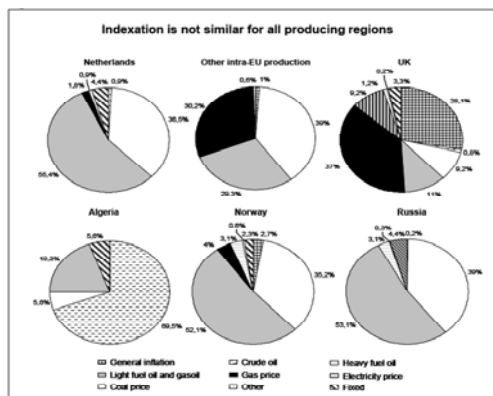 Indexation is not similar for all producing regions
Netherlands
0,9%
4,4%
0,9%
1,8%
36,5%
55,4%
Other intra-EU production
0,6%
1%
30,2%
39%
29,3%
UK
0,2%
1,2%
3,3%
9,2%
0,8%
9,2%
37%
11%
Algeria
5,6%
19,3%
5,6%
69,5%
Norway
0,6%
2,3%
2,7%
3,1%
4%
35,2%
52,1%
Russia
0,3%
4,4%
0,2%
3,1%
39%
53,1%
General inflation
Crude oil
Heavy fuel oil
Light fuel oil and gasoil
Gas price
Electricity price
Coal price
Other
Fixed